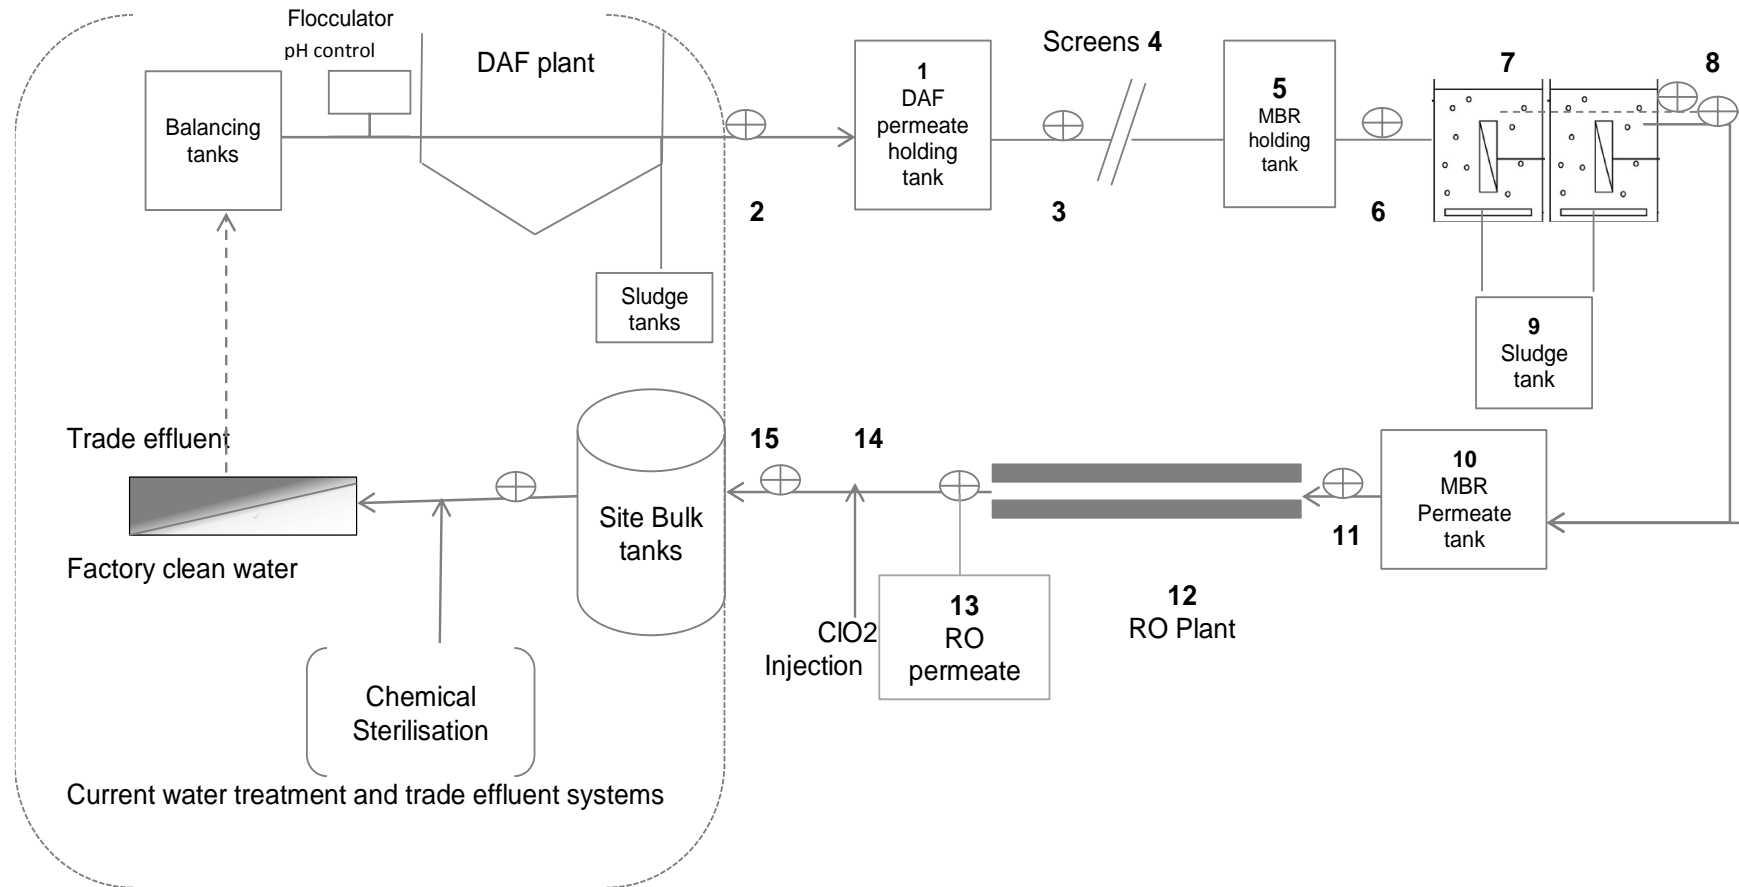 Flocculator
pH control
DAF plant
Balancing
tanks
Sludge
tanks
2
1
DAF
permeate
holding
tank
3
Screens 4
5
MBR
holding
tank
6
7
8
9
Sludge
tank
10
MBR
Permeate
tank
11
12
RO Plant
13
RO
permeate
14
ClO2
Injection
15
Site Bulk
tanks
Trade effluent
Factory clean water
Chemical
Sterilisation
Current water treatment and trade effluent systems